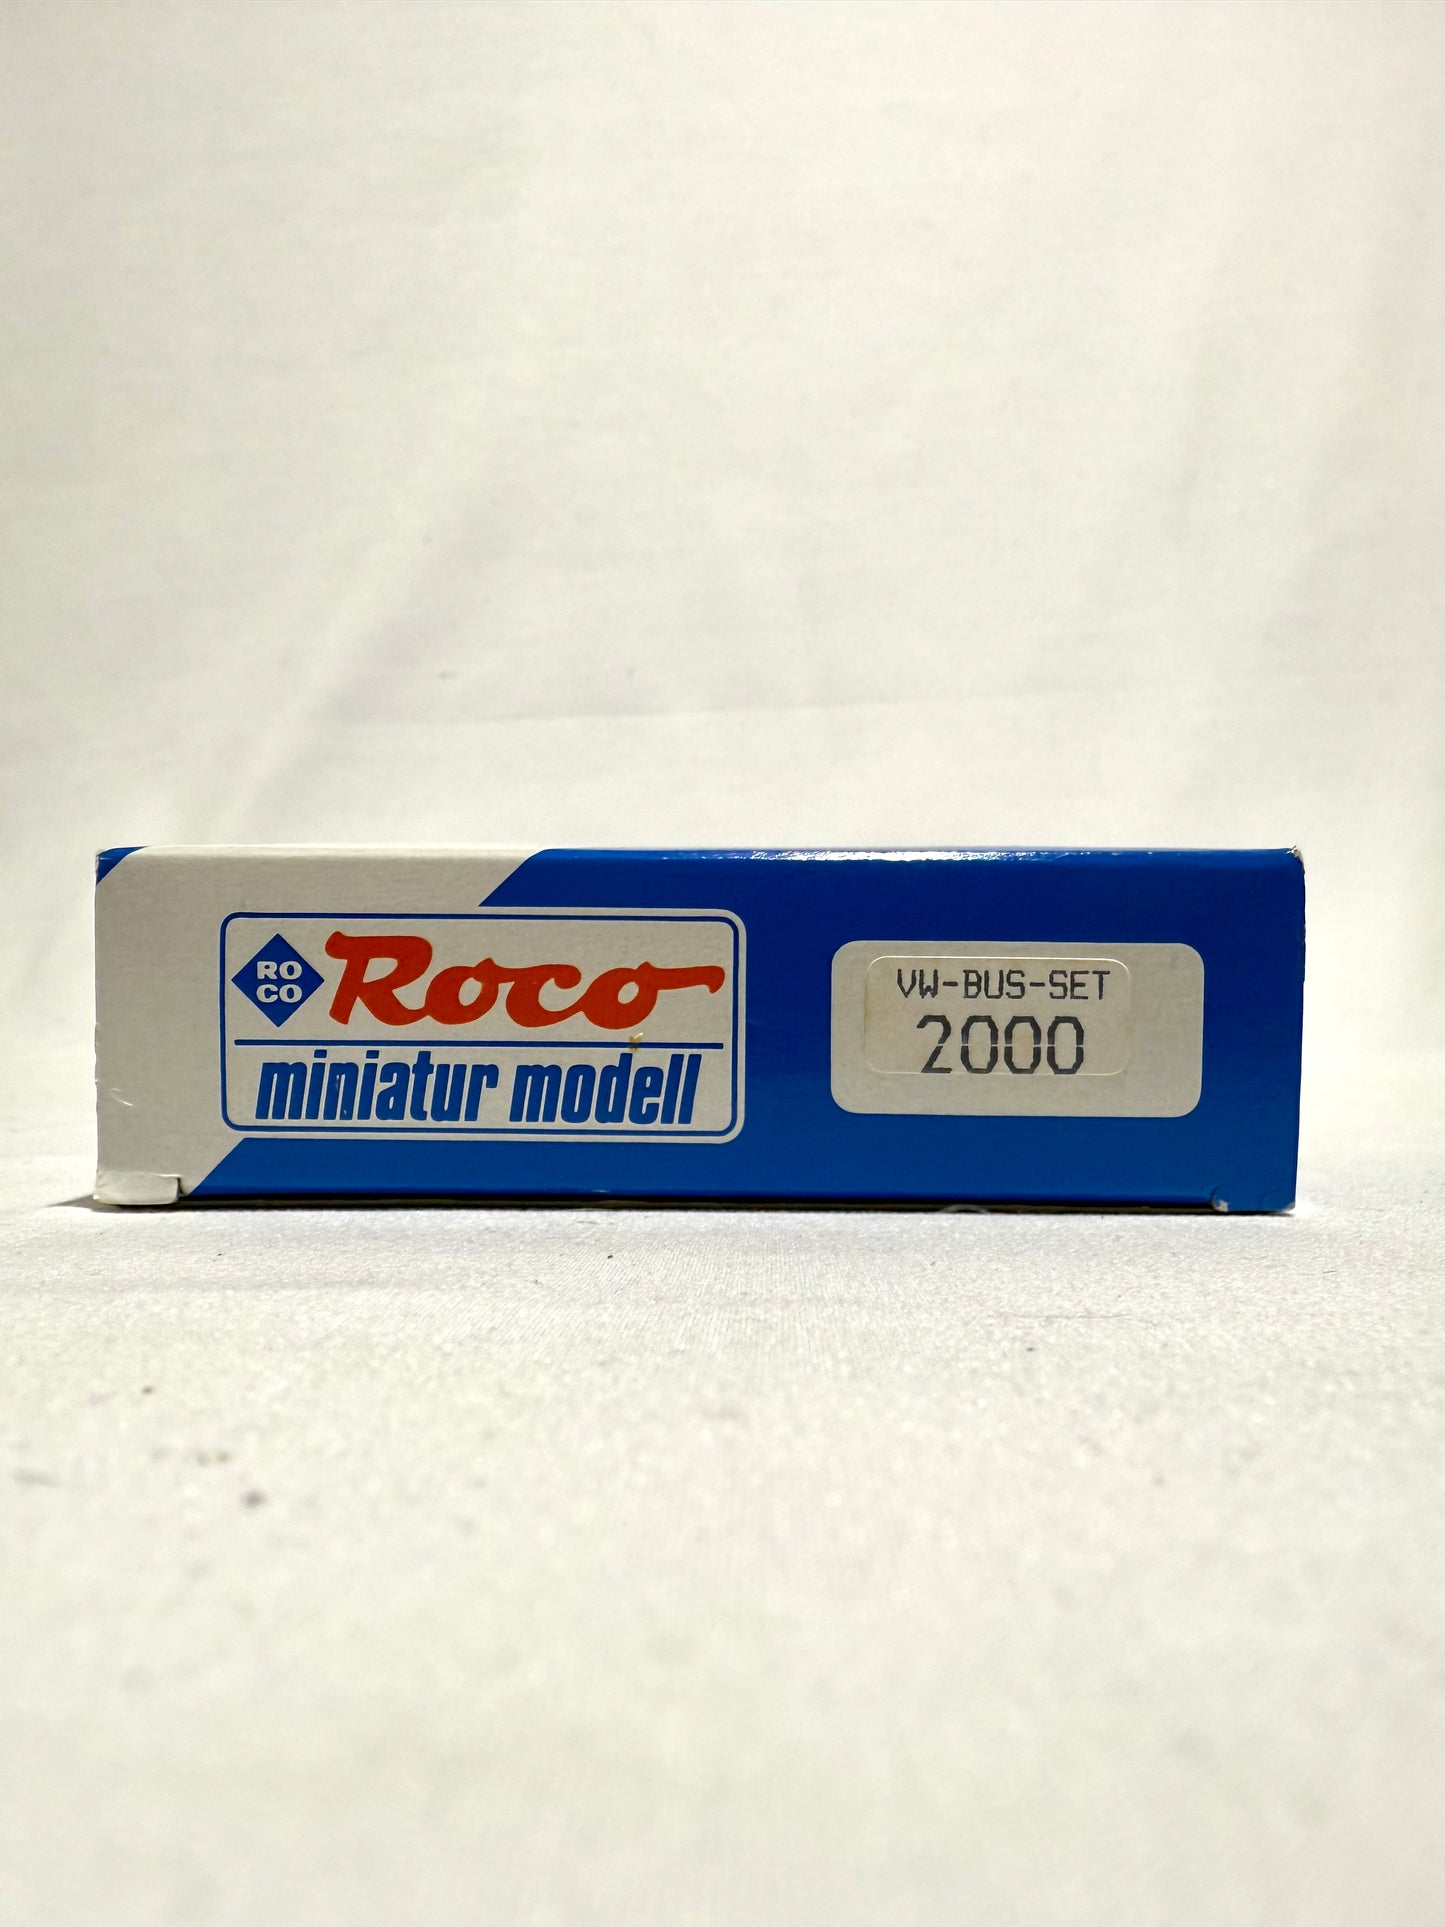 RO
CO
Roco
miniatur modell
VW-BUS-SET
2000